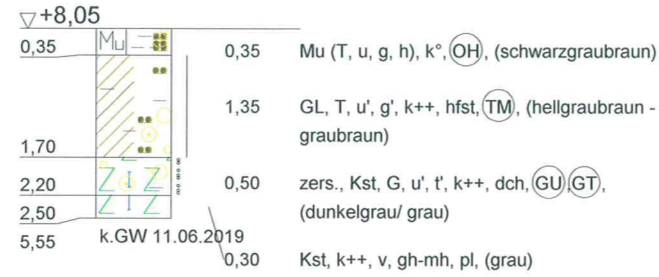 +8,05
0,35
Mu
0,35 Mu (T, u, g, h), k°, OH, (schwarzgraubraun)
1,35 GL, T, u', g', k++, hfst, TM, (hellgraubraun -
graubraun)
1,70
2,20
Z Z
0,50 zers., Kst, G, u', t', k++, dch, GU, GT,
(dunkelgrau/ grau)
2,50
Z Z
5,55
k.GW 11.06.2019
0,30 Kst, k++, v, gh-mh, pl, (grau)